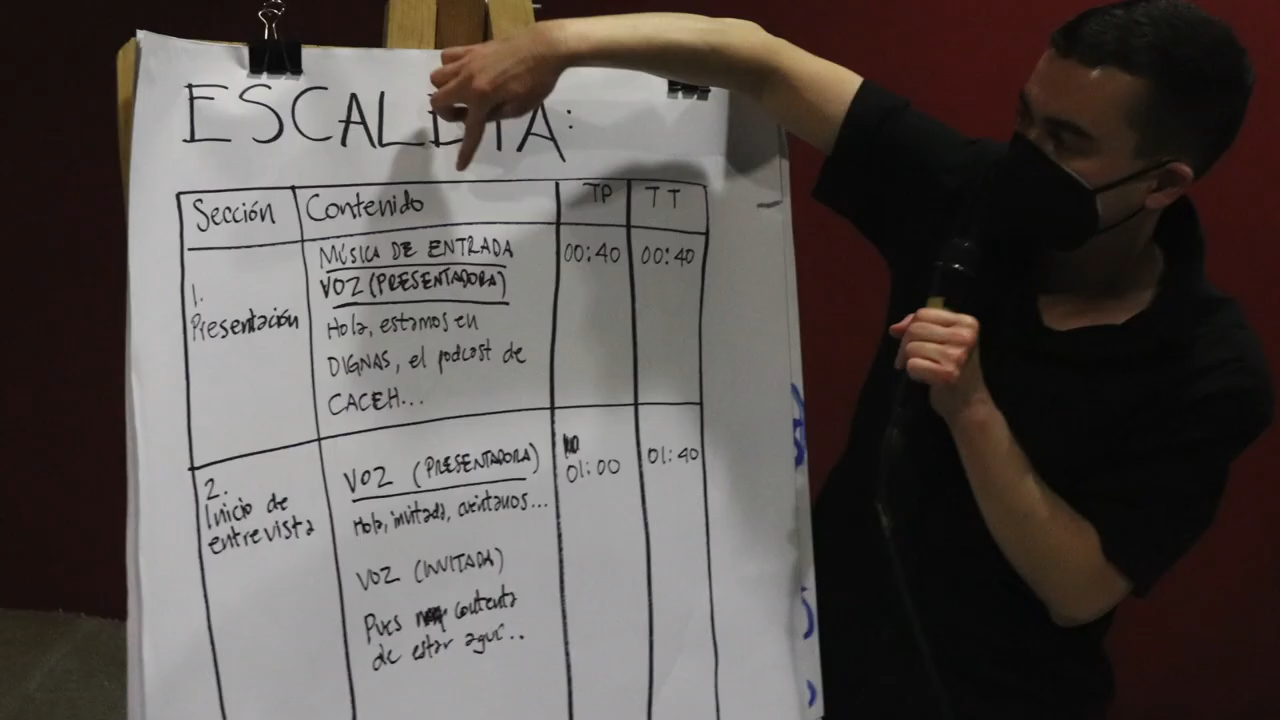 ESCALETA:
Sección Contenido TP TT
1.
Presentación
MÚSICA DE ENTRADA 00:40 00:40
VOZ (PRESENTADORA)
Hola, estamos en
DIGNAS, el podcast de
CACEH...
2.
Inicio de
entrevista
VOZ (PRESENTADORA) 01:00 01:40
Hola, invitada, cuéntanos...
VOZ (INVITADA)
Pues contenta
de estar aquí...